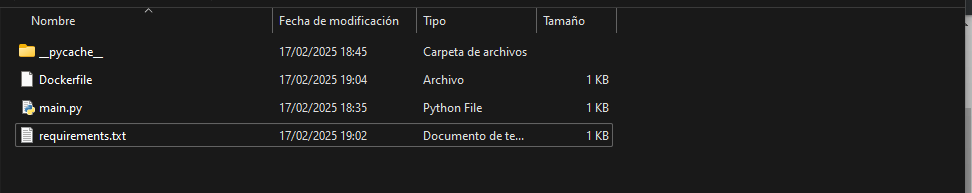 Nombre Fecha de modificación Tipo Tamaño
__pycache__ 17/02/2025 18:45 Carpeta de archivos
Dockerfile 17/02/2025 19:04 Archivo 1 KB
main.py 17/02/2025 18:35 Python File 1 KB
requirements.txt 17/02/2025 19:02 Documento de te... 1 KB